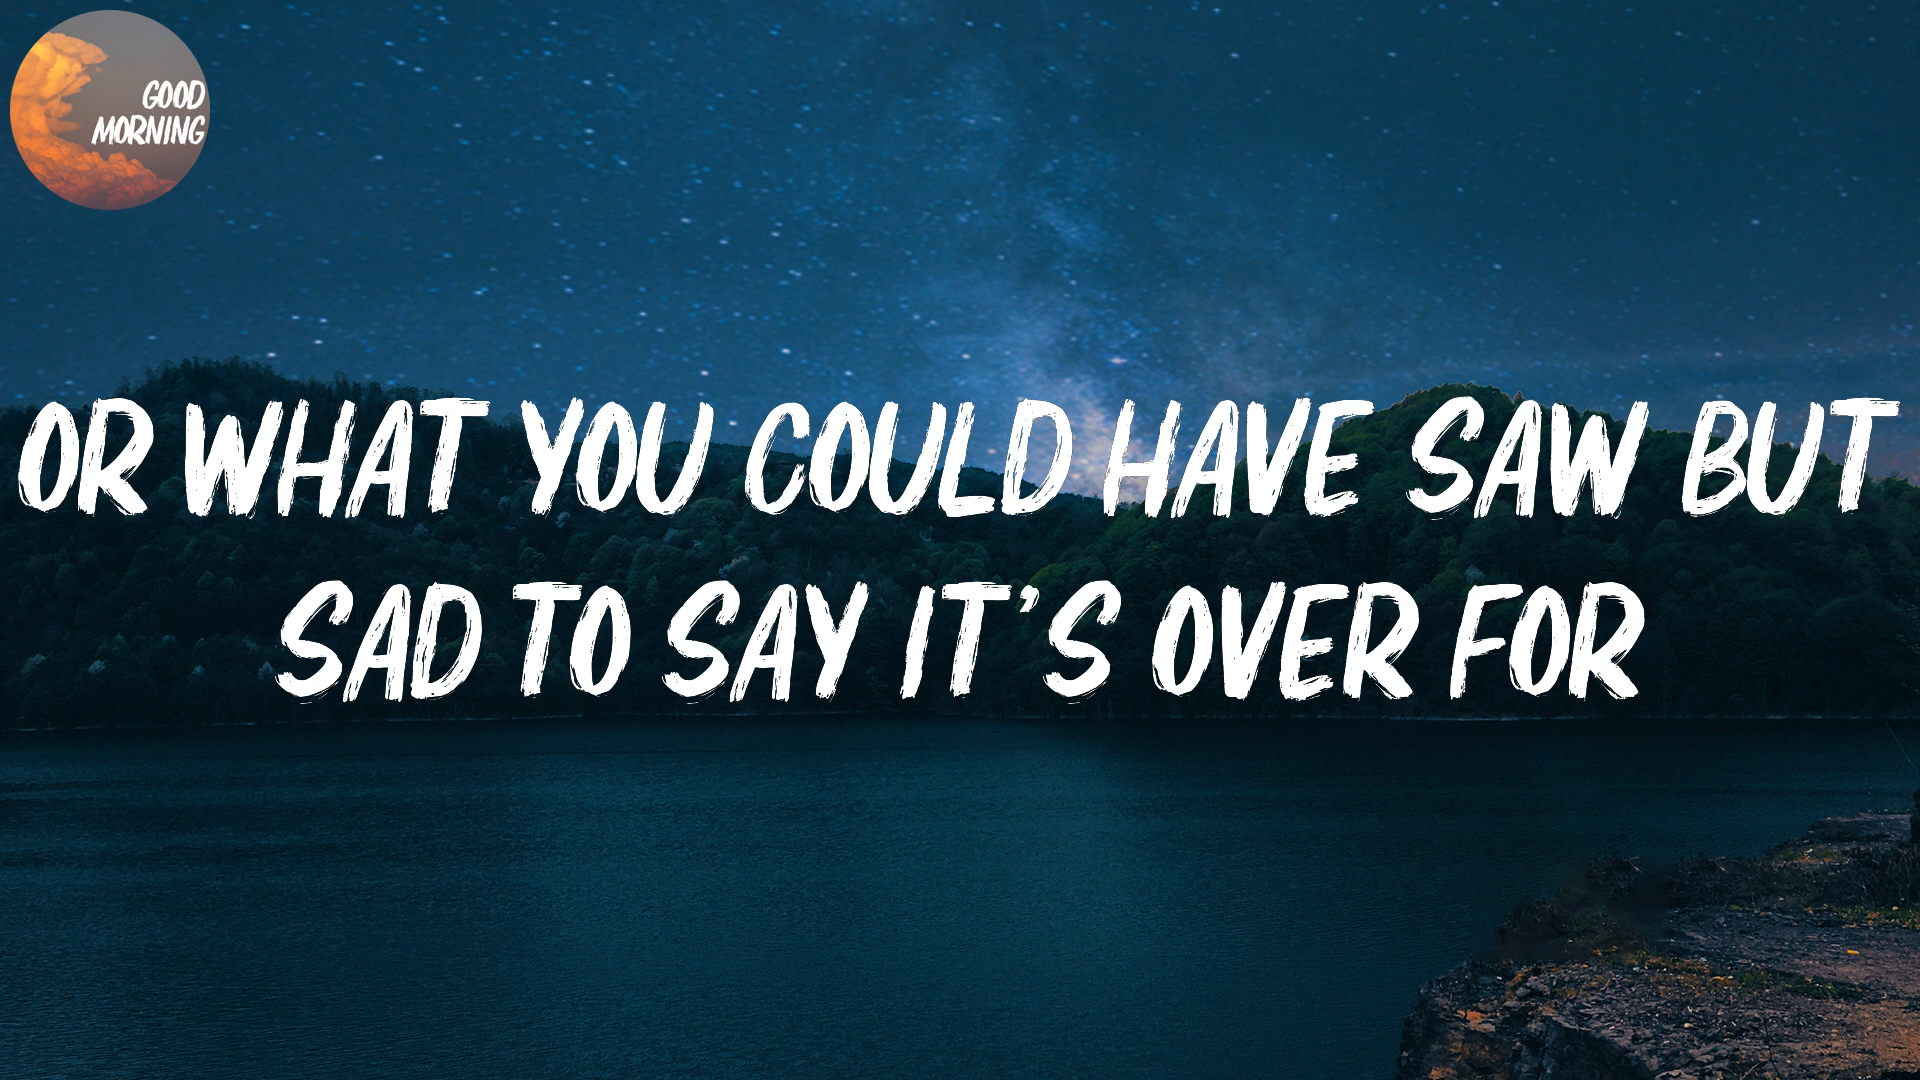 GOOD
MORNING
OR WHAT YOU COULD HAVE SAW BUT
SAD TO SAY IT'S OVER FOR